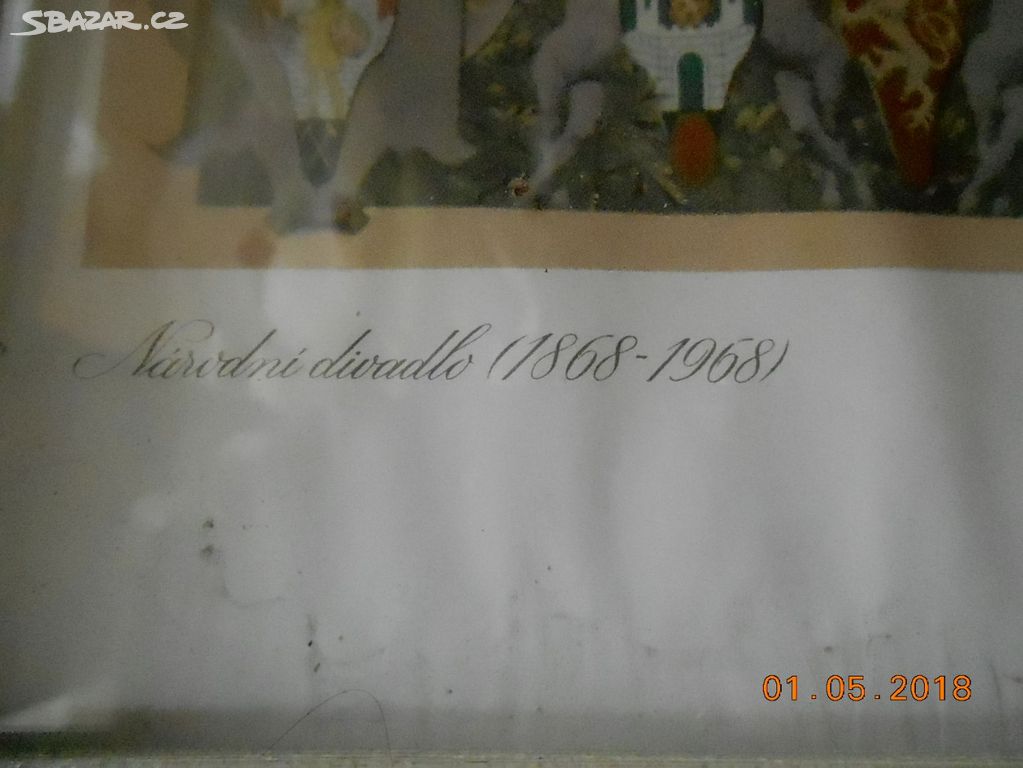 SBAZAR.CZ
Národní divadlo (1868-1968)
01.05.2018